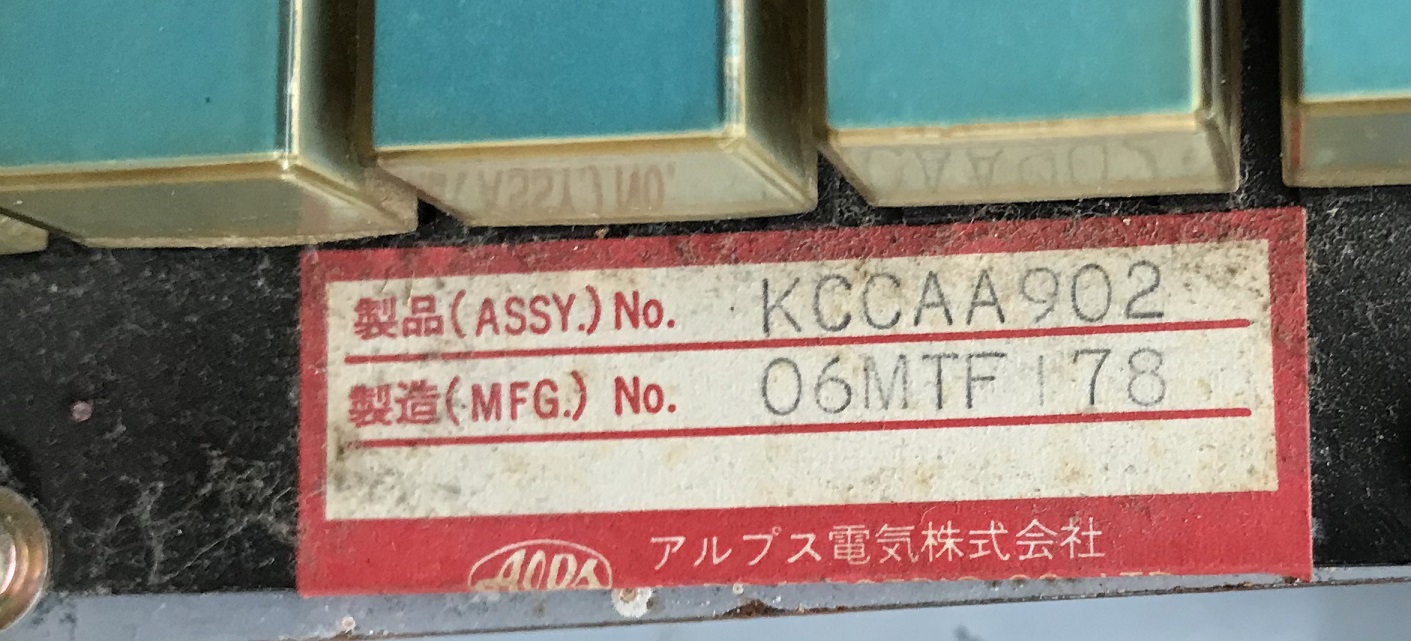 製品(ASSY.) No. KCCAA902
製造(MFG.) No. 06MTF178
ALPS
アルプス電気株式会社